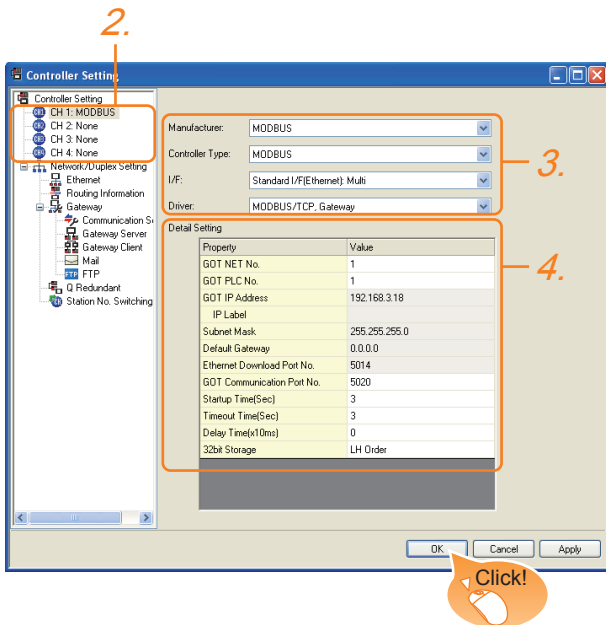 2.
Controller Setting
Controller Setting
CH 1: MODBUS
CH 2: None
CH 3: None
CH 4: None
Network/Duplex Setting
Ethernet
Routing Information
Gateway
Communication S
Gateway Server
Gateway Client
Mail
FTP FTP
Q Redundant
Station No. Switching
Manufacturer: MODBUS
Controller Type: MODBUS
I/F: Standard I/F(Ethernet): Multi
Driver: MODBUS/TCP, Gateway
3.
Detail Setting
Property Value
GOT NET No. 1
GOT PLC No. 1
GOT IP Address 192.168.3.18
IP Label
Subnet Mask 255.255.255.0
Default Gateway 0.0.0.0
Ethernet Download Port No. 5014
GOT Communication Port No. 5020
Startup Time(Sec) 3
Timeout Time(Sec) 3
Delay Time(x10ms) 0
32bit Storage LH Order
4.
OK Cancel Apply
Click!